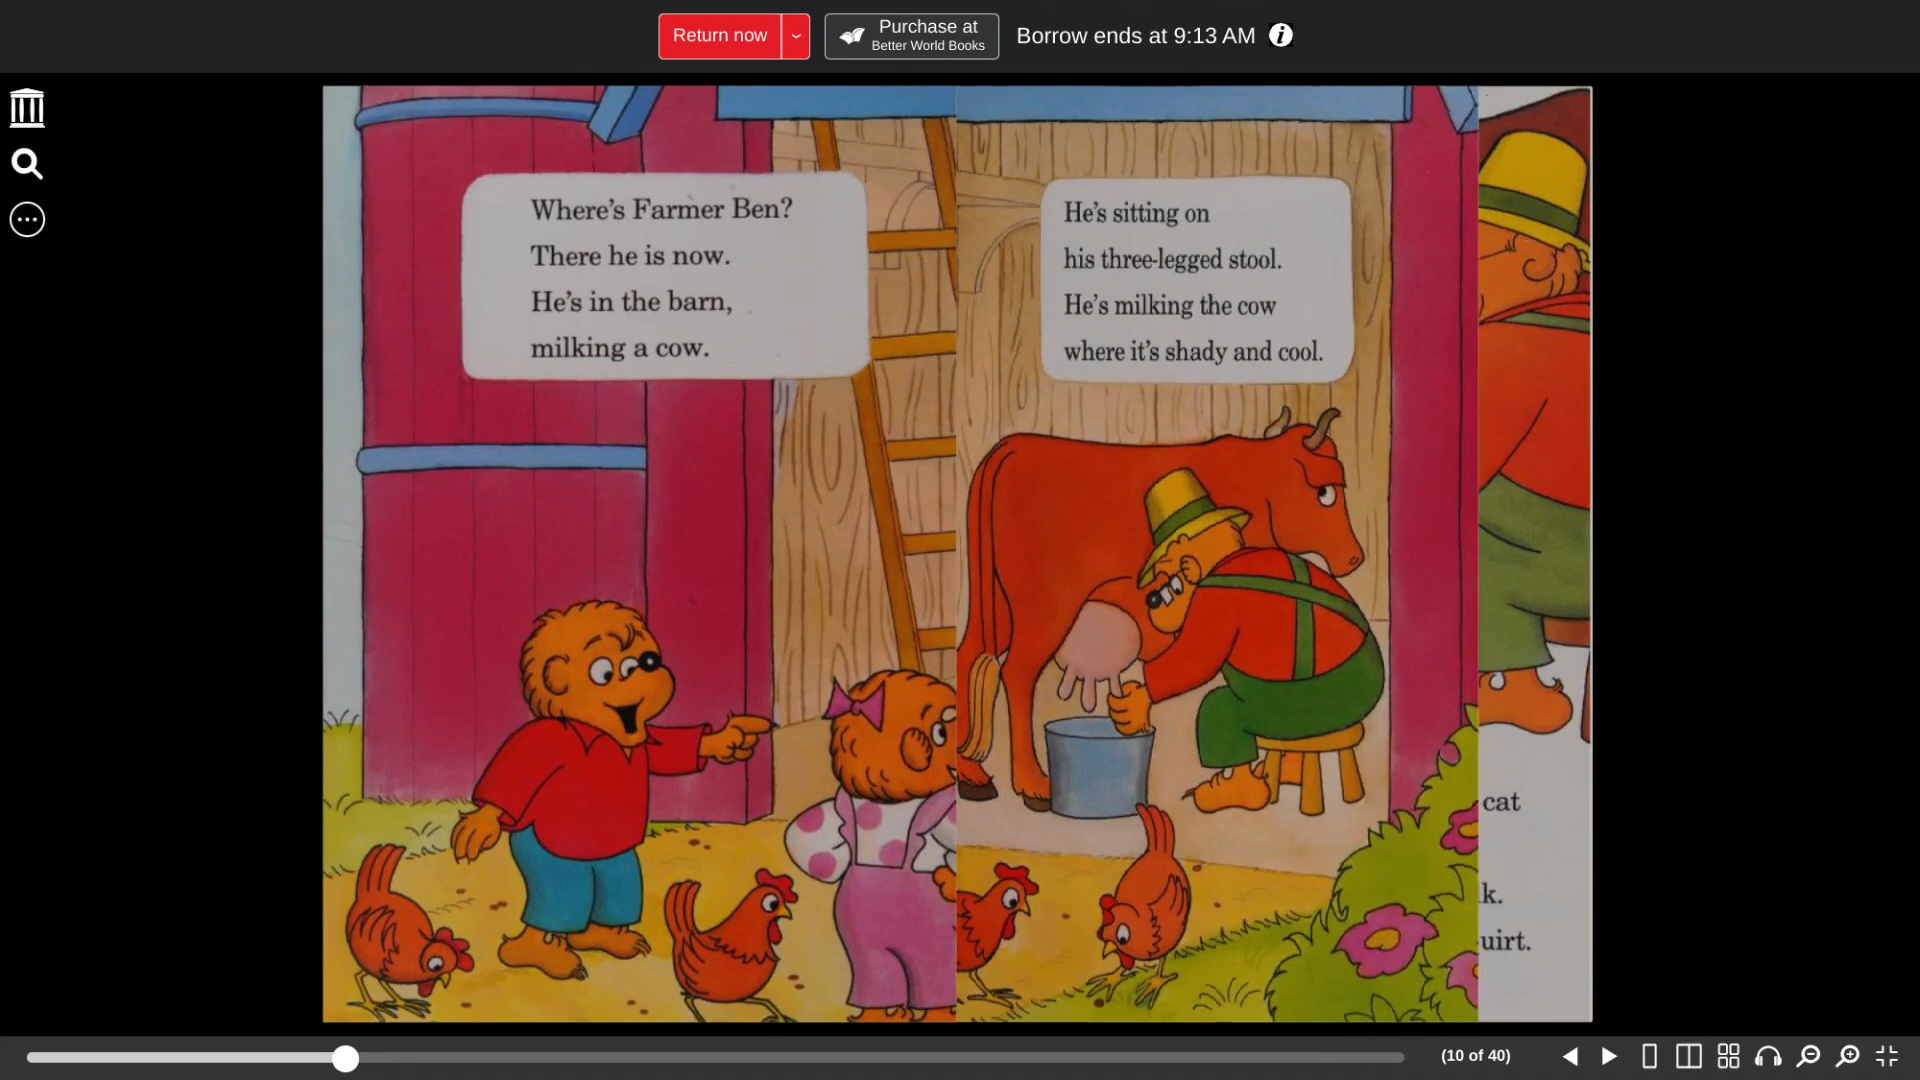 Return now
Purchase at
Better World Books
Borrow ends at 9:13 AM
Where's Farmer Ben?
There he is now.
He's in the barn,
milking a cow.
He's sitting on
his three-legged stool.
He's milking the cow
where it's shady and cool.
cat
k.
uirt.
(10 of 40)